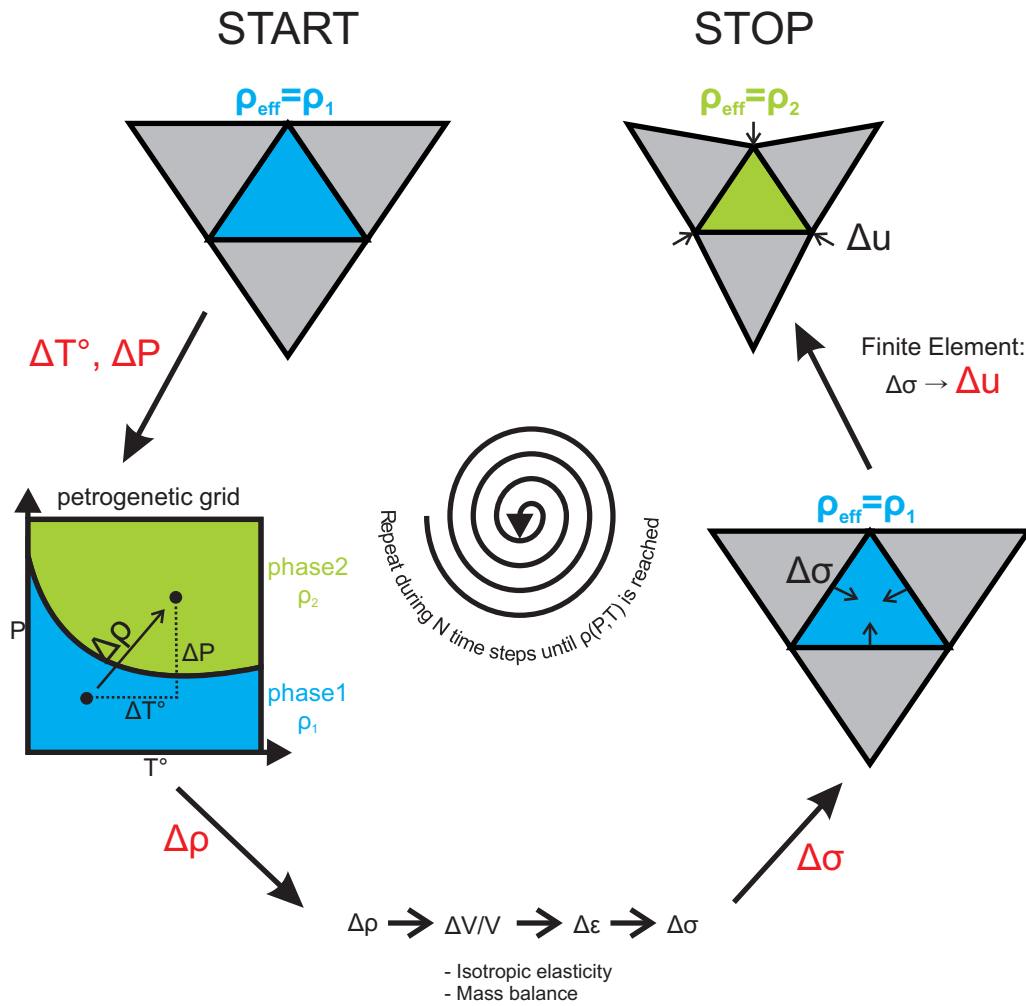 START
STOP
ρeff=ρ1
ρeff=ρ2
Δu
ΔT°, ΔP
Finite Element:
Δσ → Δu
petrogenetic grid
P
phase2
ρ2
Δρ
ΔP
ΔT°
phase1
ρ1
T°
Repeat during N time steps until ρ(P,T) is reached
ρeff=ρ1
Δσ
Δρ
Δσ
Δρ → ΔV/V → Δε → Δσ
- Isotropic elasticity
- Mass balance